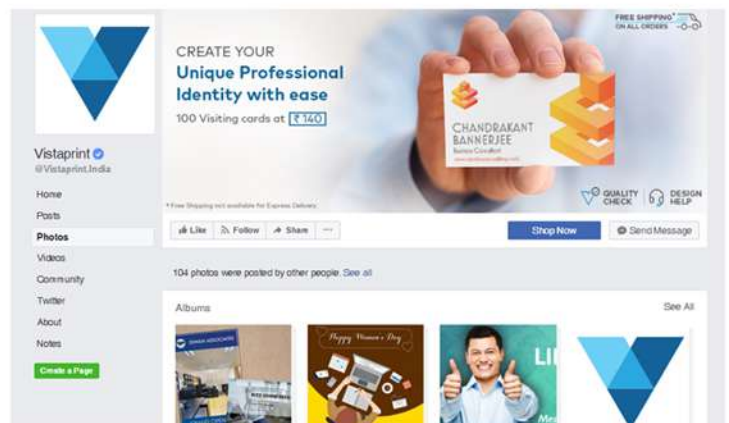 FREE SHIPPING*
ON ALL ORDERS
CREATE YOUR
Unique Professional
Identity with ease
100 Visiting cards at ₹ 140
CHANDRAKANT
BANNERJEE
Business Consultant
*Free Shipping not available for Express Delivery
QUALITY
CHECK
DESIGN
HELP
Vistaprint
@Vistaprint.India
Home
Posts
Photos
Videos
Community
Twitter
About
Notes
Create a Page
Like
Follow
Share
Shop Now
Send Message
104 photos were posted by other people. See all
Albums
See All
Happy Women's Day
LI